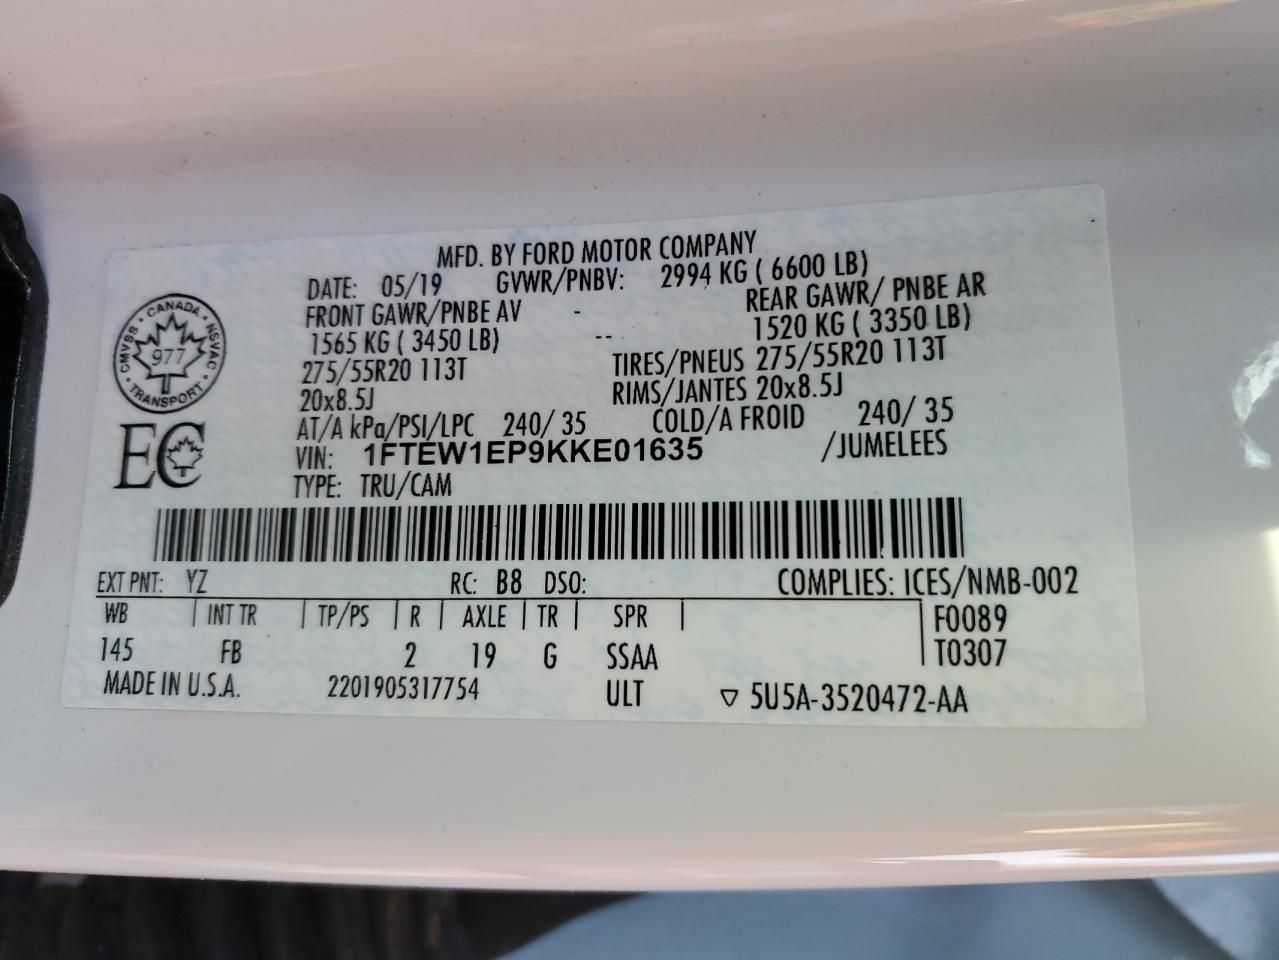 MFD. BY FORD MOTOR COMPANY
DATE: 05/19 GVWR/PNBV: 2994 KG ( 6600 LB)
FRONT GAWR/PNBE AV - REAR GAWR/ PNBE AR
1565 KG ( 3450 LB) -- 1520 KG ( 3350 LB)
275/55R20 113T TIRES/PNEUS 275/55R20 113T
20x8.5J RIMS/JANTES 20x8.5J
AT/A kPa/PSI/LPC 240/ 35 COLD/A FROID 240/ 35
VIN: 1FTEW1EP9KKE01635 /JUMELEES
TYPE: TRU/CAM
CANADA
CMVSS · NSVAC
977
TRANSPORT
EC
EXT PNT: YZ RC: B8 DSO: COMPLIES: ICES/NMB-002
WB | INT TR | TP/PS | R | AXLE | TR | SPR | F0089
145 FB 2 19 G SSAA T0307
MADE IN U.S.A. 2201905317754 ULT ▽ 5U5A-3520472-AA